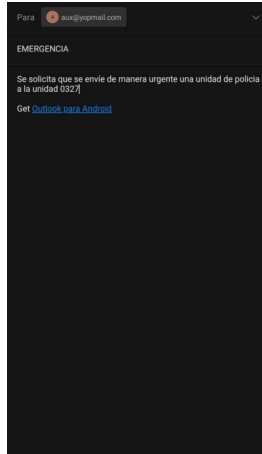 Para aux@yopmail.com
EMERGENCIA
Se solicita que se envíe de manera urgente una unidad de policia
a la unidad 0327
Get Outlook para Android